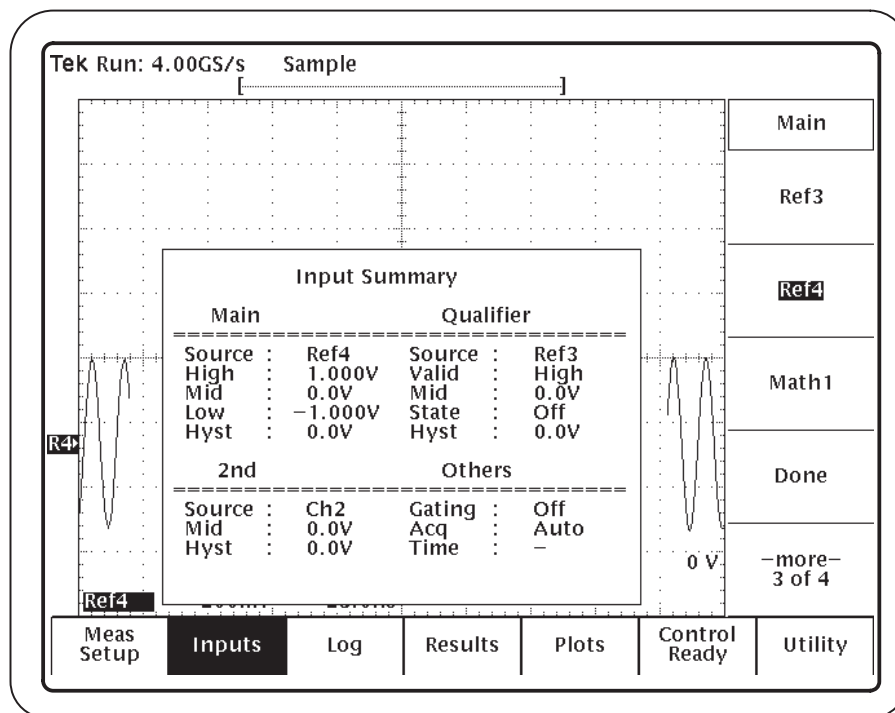 Tek Run: 4.00GS/s Sample
Main
Ref3
Ref4
Math1
Done
–more–
3 of 4
Input Summary
Main Qualifier
Source : Ref4 Source : Ref3
High : 1.000V Valid : High
Mid : 0.0V Mid : 0.0V
Low : –1.000V State : Off
Hyst : 0.0V Hyst : 0.0V
2nd Others
Source : Ch2 Gating : Off
Mid : 0.0V Acq : Auto
Hyst : 0.0V Time : –
R4
0 V
Ref4
Meas Setup
Inputs
Log
Results
Plots
Control Ready
Utility